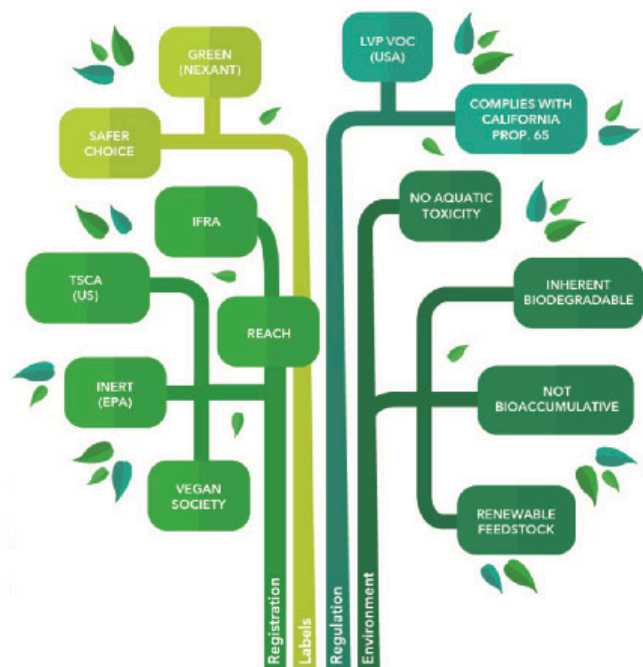 GREEN
(NEXANT)
LVP VOC
(USA)
SAFER
CHOICE
COMPLIES WITH
CALIFORNIA
PROP. 65
IFRA
NO AQUATIC
TOXICITY
TSCA
(US)
INHERENT
BIODEGRADABLE
REACH
INERT
(EPA)
NOT
BIOACCUMULATIVE
VEGAN
SOCIETY
RENEWABLE
FEEDSTOCK
Registration
Labels
Regulation
Environment